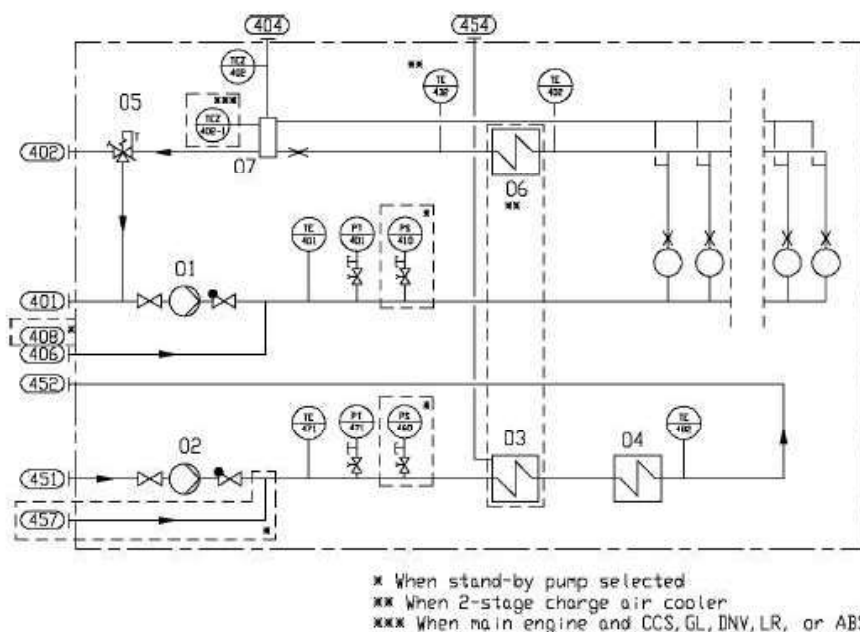 404 454
TCZ 402
** TE 432 TE 432
05
*** TCZ 402-1
402
07
06
**
TE 401 PT 401 PS 410 *
01
401
408 *
406
452
TE 471 PT 471 PS 460 *
02 03 04 TE 482
451
457
*
* When stand-by pump selected
** When 2-stage charge air cooler
*** When main engine and CCS, GL, DNV, LR, or ABS